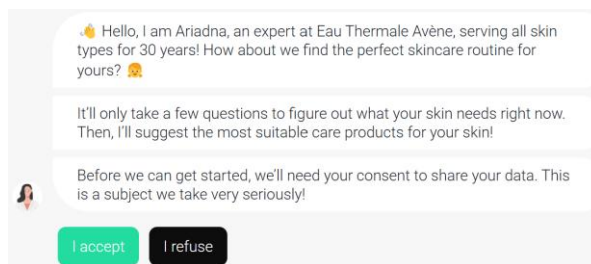 👋 Hello, I am Ariadna, an expert at Eau Thermale Avène, serving all skin
types for 30 years! How about we find the perfect skincare routine for
yours? 👧
It'll only take a few questions to figure out what your skin needs right now.
Then, I'll suggest the most suitable care products for your skin!
Before we can get started, we'll need your consent to share your data. This
is a subject we take very seriously!
I accept I refuse